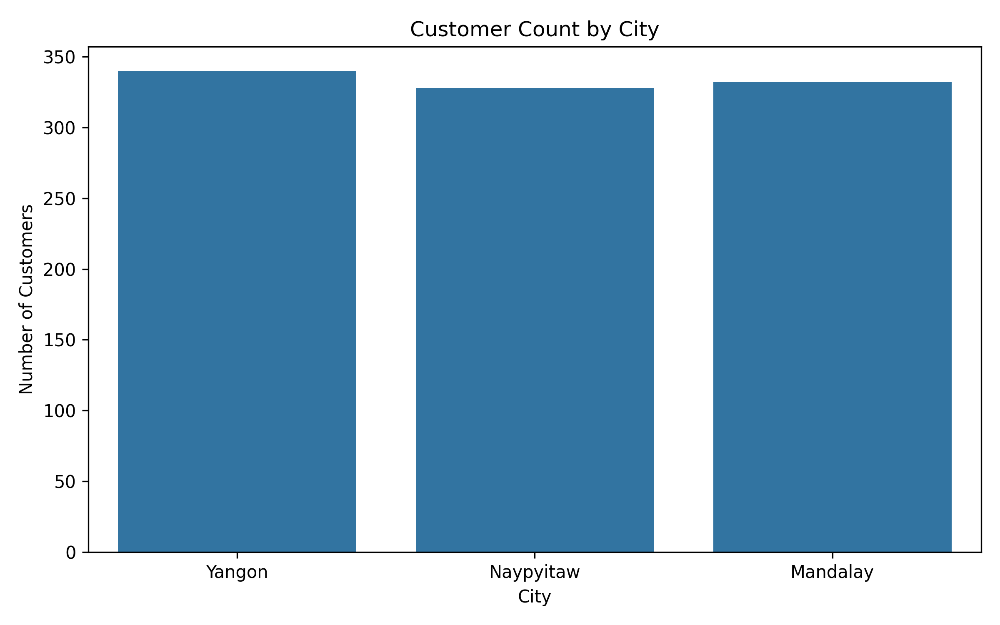 Customer Count by City
350
300
250
200
150
100
50
0
Number of Customers
Yangon
Naypyitaw
Mandalay
City